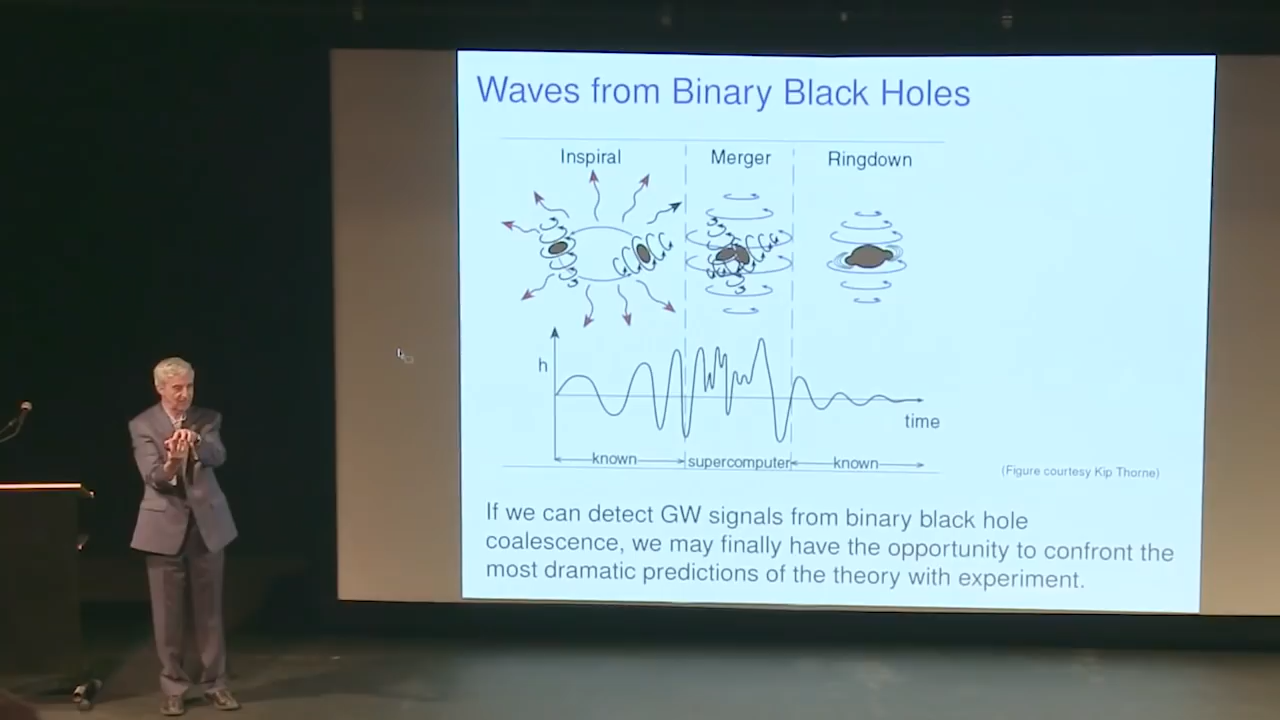 Waves from Binary Black Holes
Inspiral
Merger
Ringdown
h
time
known
supercomputer
known
(Figure courtesy Kip Thorne)
If we can detect GW signals from binary black hole
coalescence, we may finally have the opportunity to confront the
most dramatic predictions of the theory with experiment.